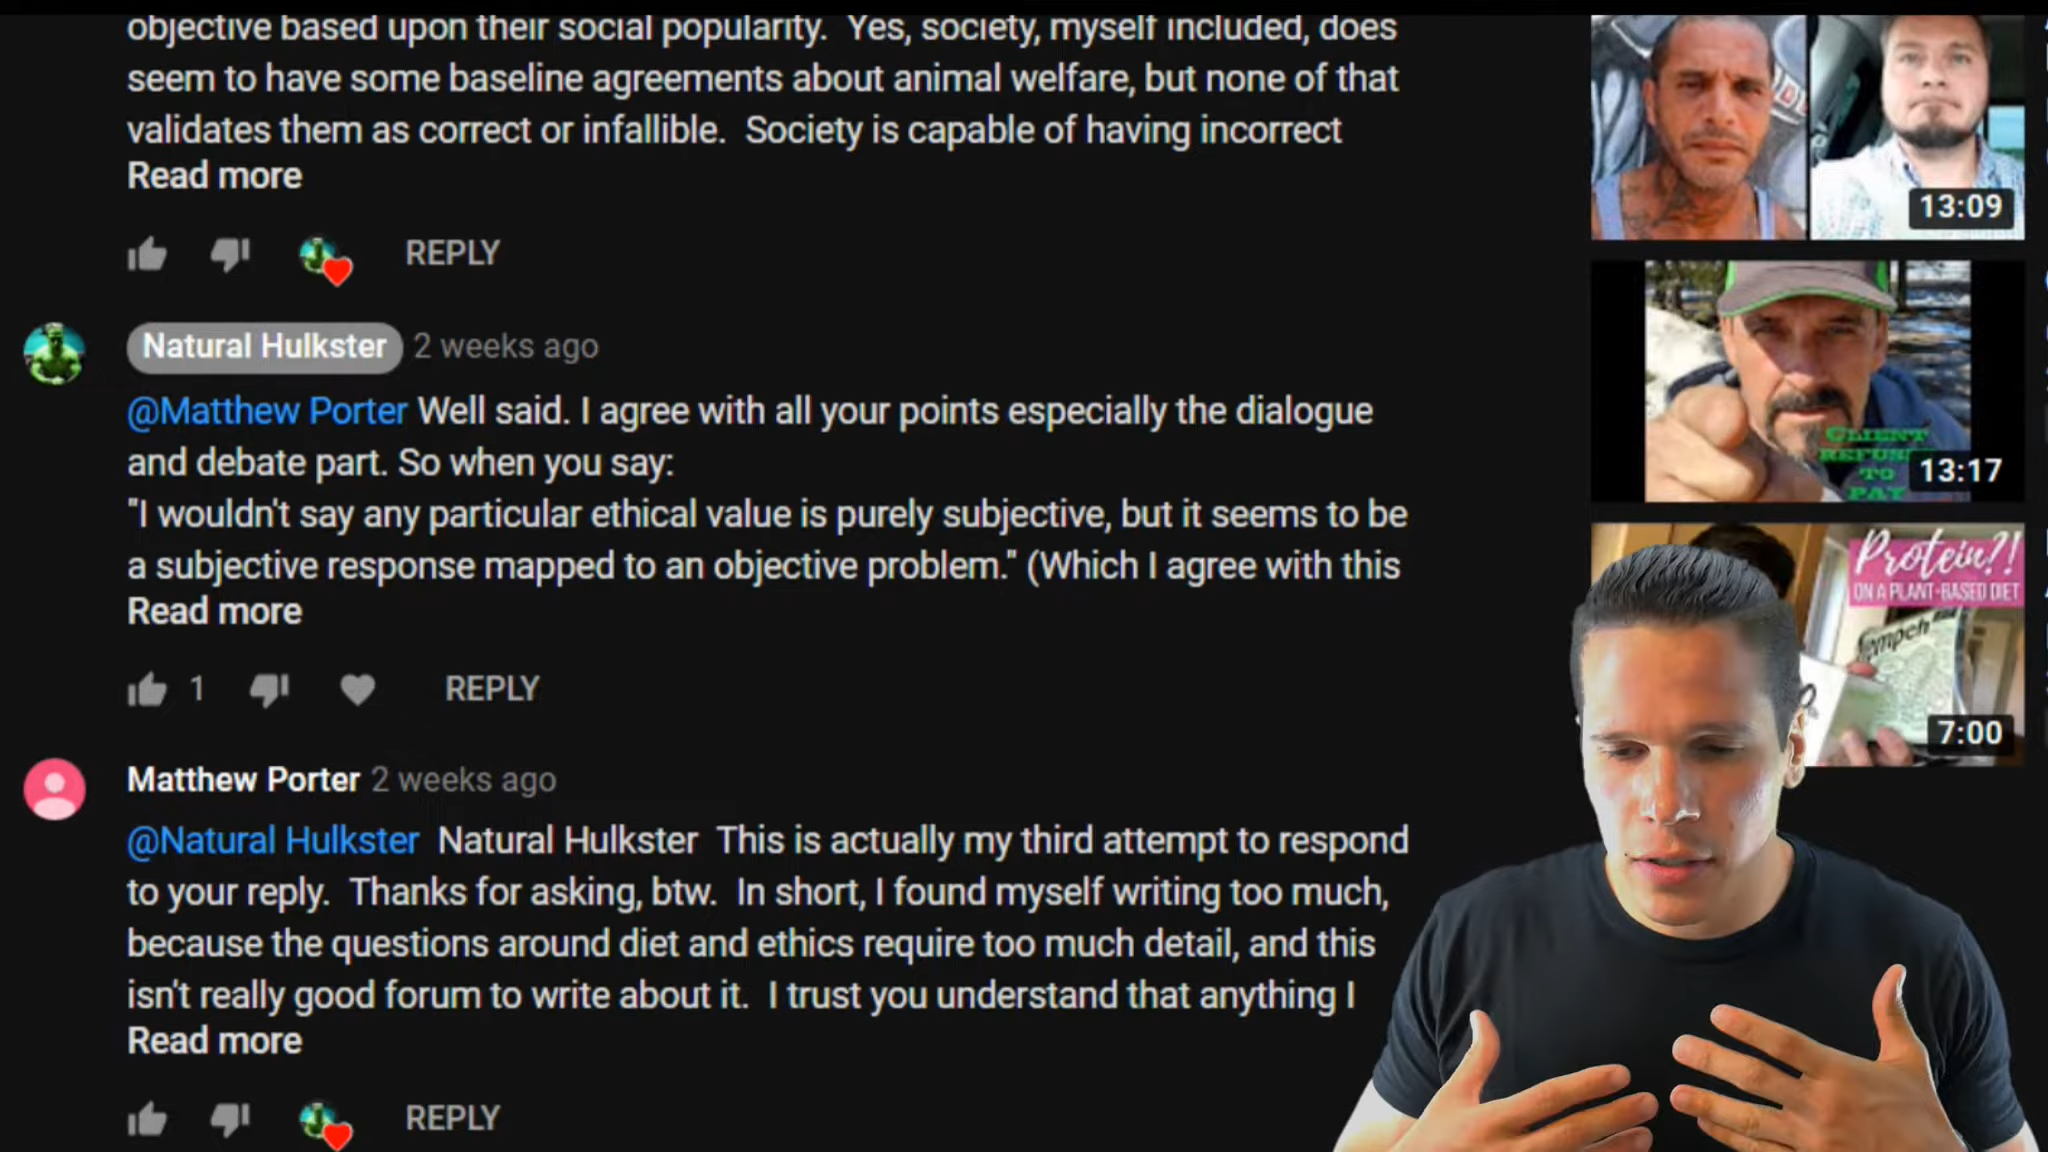 objective based upon their social popularity.  Yes, society, myself included, does
seem to have some baseline agreements about animal welfare, but none of that
validates them as correct or infallible.  Society is capable of having incorrect
Read more
REPLY
Natural Hulkster 2 weeks ago
@Matthew Porter Well said. I agree with all your points especially the dialogue
and debate part. So when you say:
"I wouldn't say any particular ethical value is purely subjective, but it seems to be
a subjective response mapped to an objective problem." (Which I agree with this
Read more
1 REPLY
Matthew Porter 2 weeks ago
@Natural Hulkster  Natural Hulkster  This is actually my third attempt to respond
to your reply.  Thanks for asking, btw.  In short, I found myself writing too much,
because the questions around diet and ethics require too much detail, and this
isn't really good forum to write about it.  I trust you understand that anything I
Read more
REPLY
13:09
CLIENT
TO
PAY
13:17
Protein?!
ON A PLANT-BASED DIET
7:00